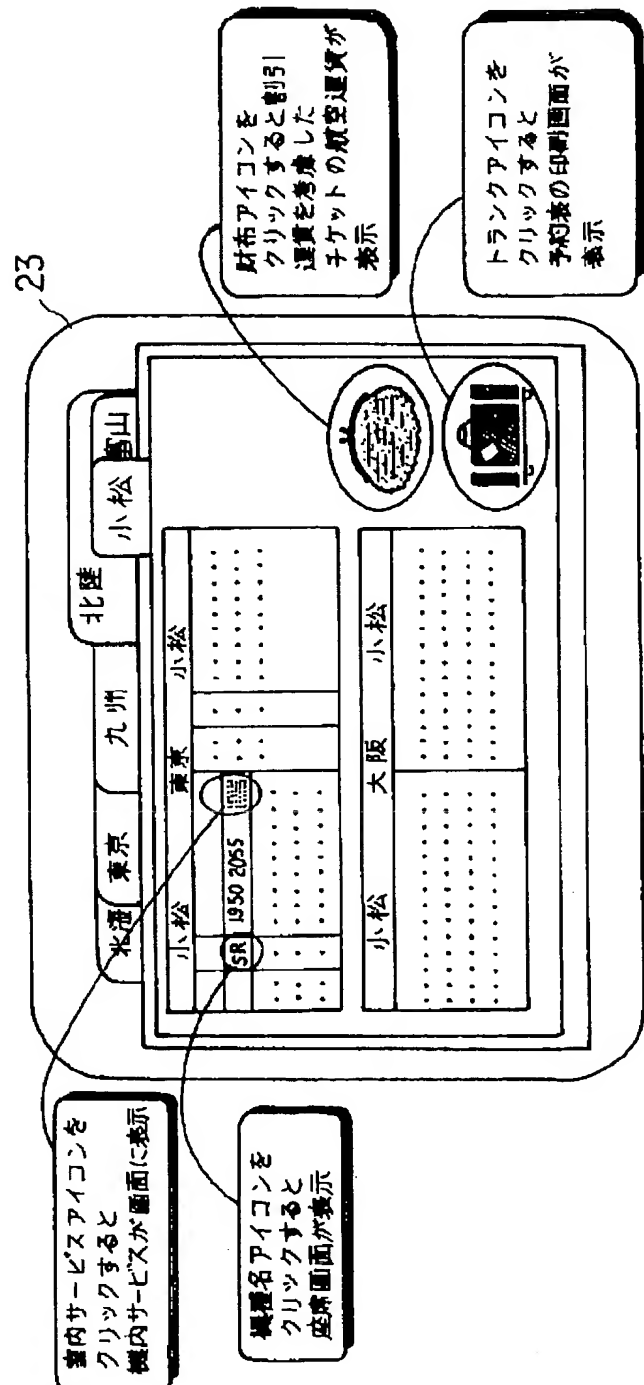 23
財布アイコンを
クリックすると割引
運賃を考慮した
チケットの航空運賃が
表示
トランクアイコンを
クリックすると
予約表の印刷画面が
表示
北海 東京 九州 北陸
小松 富山
小松 東京 小松
SR 1950 2055
小松 大阪 小松
室内サービスアイコンを
クリックすると
機内サービスが画面に表示
機種名アイコンを
クリックすると
座席画面が表示